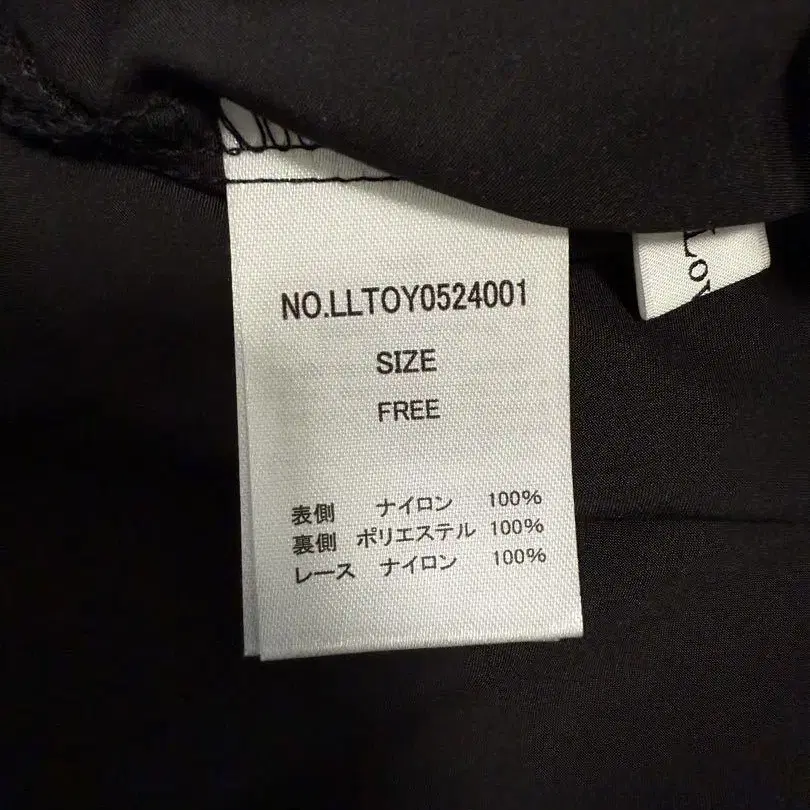 NO.LLTOY0524001
SIZE
FREE
表側 ナイロン 100%
裏側 ポリエステル 100%
レース ナイロン 100%